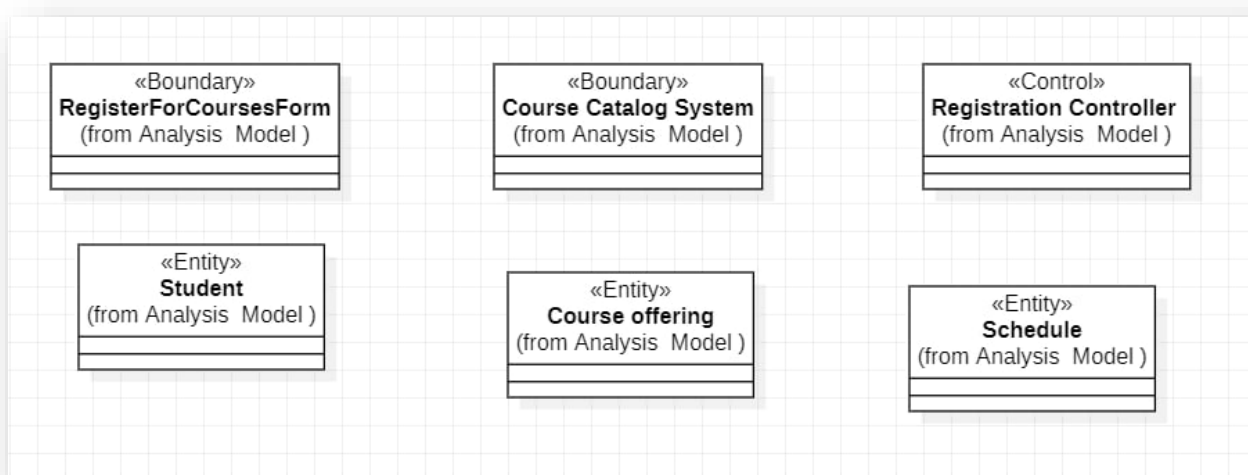 «Boundary»
RegisterForCoursesForm
(from Analysis Model )
«Boundary»
Course Catalog System
(from Analysis Model )
«Control»
Registration Controller
(from Analysis Model )
«Entity»
Student
(from Analysis Model )
«Entity»
Course offering
(from Analysis Model )
«Entity»
Schedule
(from Analysis Model )